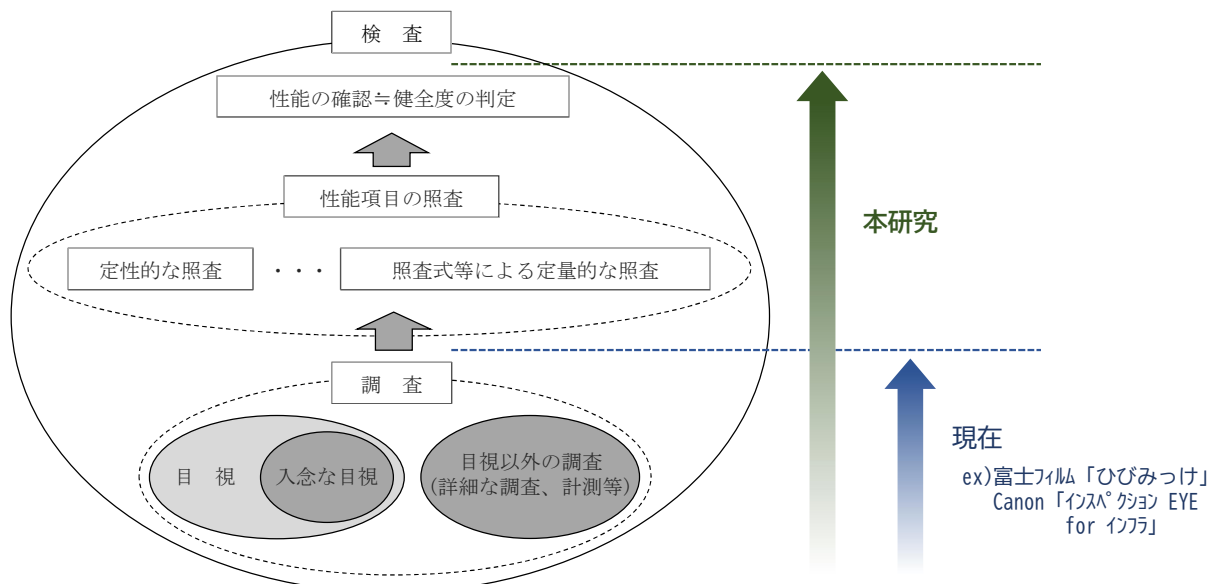 検　査
性能の確認≒健全度の判定
性能項目の照査
定性的な照査
・・・
照査式等による定量的な照査
調　査
目　視
入念な目視
目視以外の調査
(詳細な調査、計測等)
本研究
現在
ex)富士ﾌｨﾙﾑ「ひびみっけ」
Canon「ｲﾝｽﾍﾟｸｼｮﾝ EYE
for ｲﾝﾌﾗ」